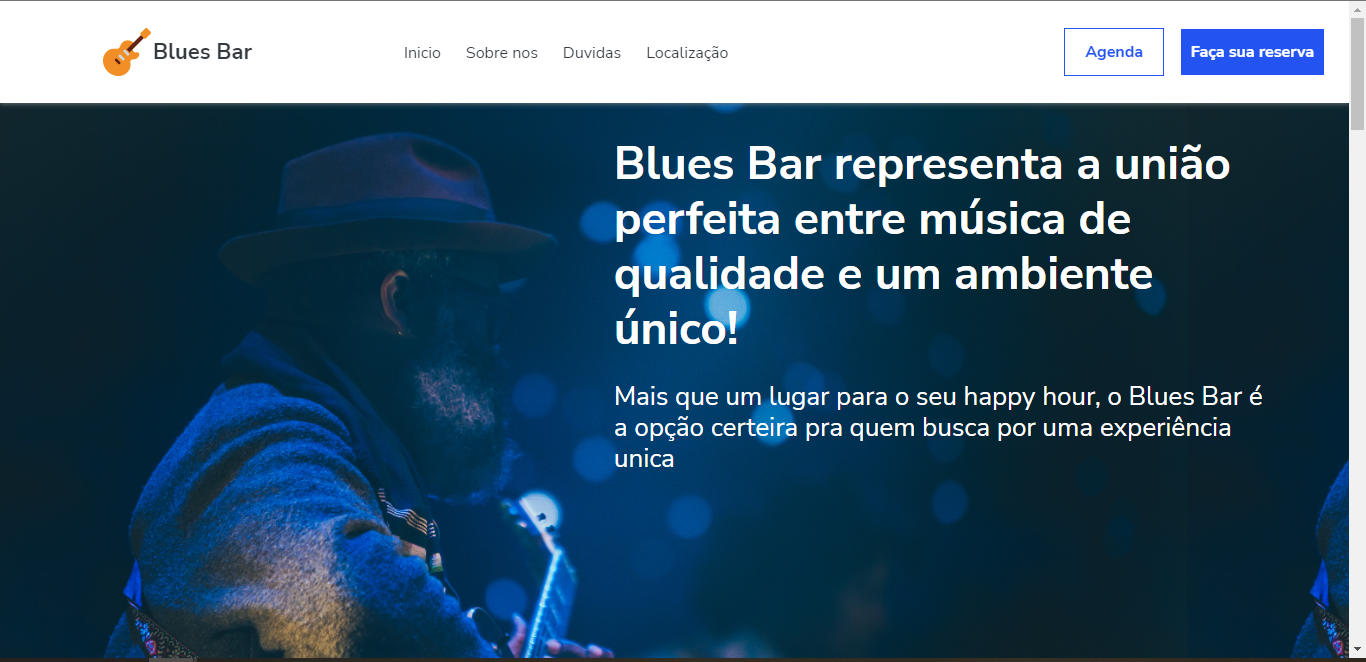 Blues Bar
Inicio
Sobre nos
Duvidas
Localização
Agenda
Faça sua reserva
Blues Bar representa a união
perfeita entre música de
qualidade e um ambiente
único!
Mais que um lugar para o seu happy hour, o Blues Bar é
a opção certeira pra quem busca por uma experiência
unica